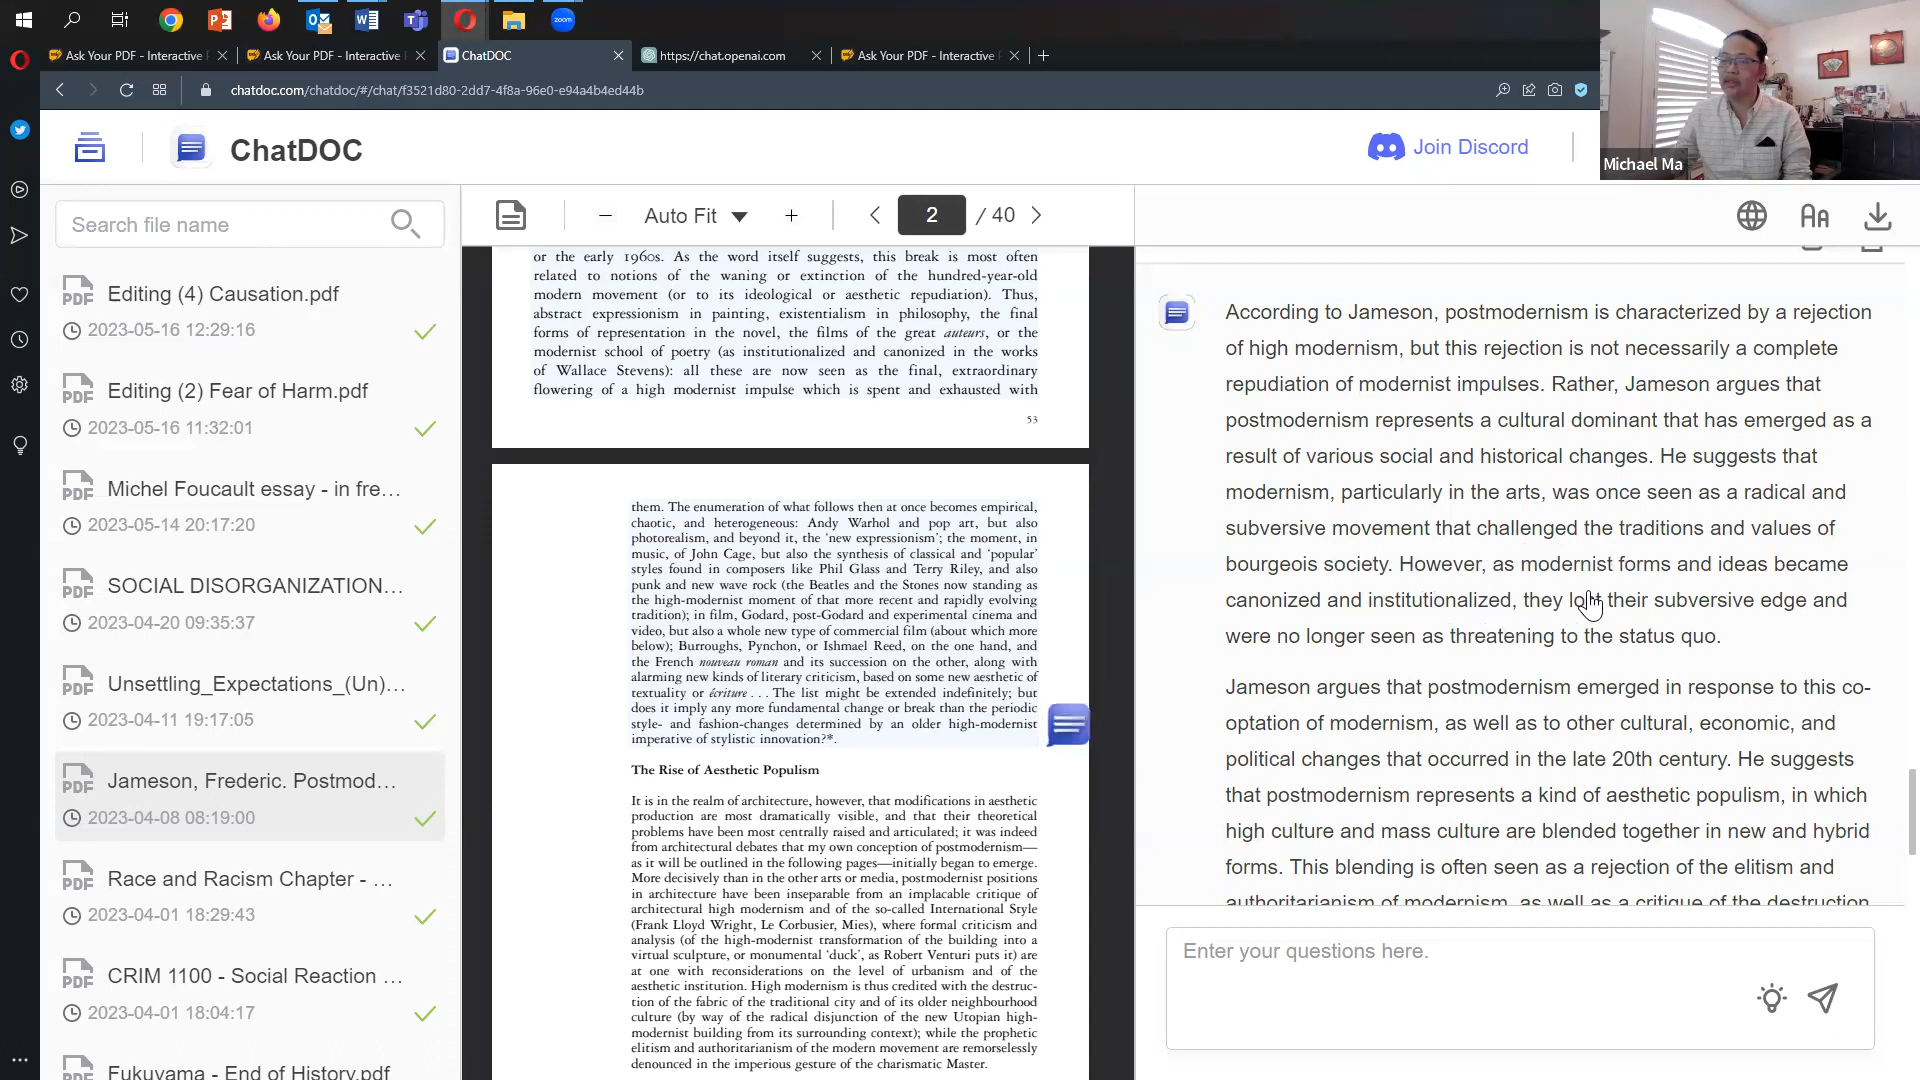 Ask Your PDF - Interactive
Ask Your PDF - Interactive
ChatDOC
https://chat.openai.com
Ask Your PDF - Interactive
chatdoc.com/chatdoc/#/chat/f3521d80-2dd7-4f8a-96e0-e94a4b4ed44b
zoom
ChatDOC
Join Discord
Michael Ma
Search file name
Auto Fit
2 / 40
PDF
Editing (4) Causation.pdf
2023-05-16 12:29:16
PDF
Editing (2) Fear of Harm.pdf
2023-05-16 11:32:01
PDF
Michel Foucault essay - in fre...
2023-05-14 20:17:20
PDF
SOCIAL DISORGANIZATION...
2023-04-20 09:35:37
PDF
Unsettling_Expectations_(Un)...
2023-04-11 19:17:05
PDF
Jameson, Frederic. Postmod...
2023-04-08 08:19:00
PDF
Race and Racism Chapter - ...
2023-04-01 18:29:43
PDF
CRIM 1100 - Social Reaction ...
2023-04-01 18:04:17
Fukuyama - End of History.pdf
or the early 1960s. As the word itself suggests, this break is most often
related to notions of the waning or extinction of the hundred-year-old
modern movement (or to its ideological or aesthetic repudiation). Thus,
abstract expressionism in painting, existentialism in philosophy, the final
forms of representation in the novel, the films of the great auteurs, or the
modernist school of poetry (as institutionalized and canonized in the works
of Wallace Stevens): all these are now seen as the final, extraordinary
flowering of a high modernist impulse which is spent and exhausted with
53
them. The enumeration of what follows then at once becomes empirical,
chaotic, and heterogeneous: Andy Warhol and pop art, but also
photorealism, and beyond it, the ‘new expressionism’; the moment, in
music, of John Cage, but also the synthesis of classical and ‘popular’
styles found in composers like Phil Glass and Terry Riley, and also
punk and new wave rock (the Beatles and the Stones now standing as
the high-modernist moment of that more recent and rapidly evolving
tradition); in film, Godard, post-Godard and experimental cinema and
video, but also a whole new type of commercial film (about which more
below); Burroughs, Pynchon, or Ishmael Reed, on the one hand, and
the French nouveau roman and its succession on the other, along with
alarming new kinds of literary criticism, based on some new aesthetic of
textuality or écriture . . . The list might be extended indefinitely; but
does it imply any more fundamental change or break than the periodic
style- and fashion-changes determined by an older high-modernist
imperative of stylistic innovation?*.
The Rise of Aesthetic Populism
It is in the realm of architecture, however, that modifications in aesthetic
production are most dramatically visible, and that their theoretical
problems have been most centrally raised and articulated; it was indeed
from architectural debates that my own conception of postmodernism—
as it will be outlined in the following pages—initially began to emerge.
More decisively than in the other arts or media, postmodernist positions
in architecture have been inseparable from an implacable critique of
architectural high modernism and of the so-called International Style
(Frank Lloyd Wright, Le Corbusier, Mies), where formal criticism and
analysis (of the high-modernist transformation of the building into a
virtual sculpture, or monumental ‘duck’, as Robert Venturi puts it) are
at one with reconsiderations on the level of urbanism and of the
aesthetic institution. High modernism is thus credited with the destruc-
tion of the fabric of the traditional city and of its older neighbourhood
culture (by way of the radical disjunction of the new Utopian high-
modernist building from its surrounding context); while the prophetic
elitism and authoritarianism of the modern movement are remorselessly
denounced in the imperious gesture of the charismatic Master.
According to Jameson, postmodernism is characterized by a rejection
of high modernism, but this rejection is not necessarily a complete
repudiation of modernist impulses. Rather, Jameson argues that
postmodernism represents a cultural dominant that has emerged as a
result of various social and historical changes. He suggests that
modernism, particularly in the arts, was once seen as a radical and
subversive movement that challenged the traditions and values of
bourgeois society. However, as modernist forms and ideas became
canonized and institutionalized, they lost their subversive edge and
were no longer seen as threatening to the status quo.
Jameson argues that postmodernism emerged in response to this co-
optation of modernism, as well as to other cultural, economic, and
political changes that occurred in the late 20th century. He suggests
that postmodernism represents a kind of aesthetic populism, in which
high culture and mass culture are blended together in new and hybrid
forms. This blending is often seen as a rejection of the elitism and
authoritarianism of modernism, as well as a critique of the destruction
Enter your questions here.